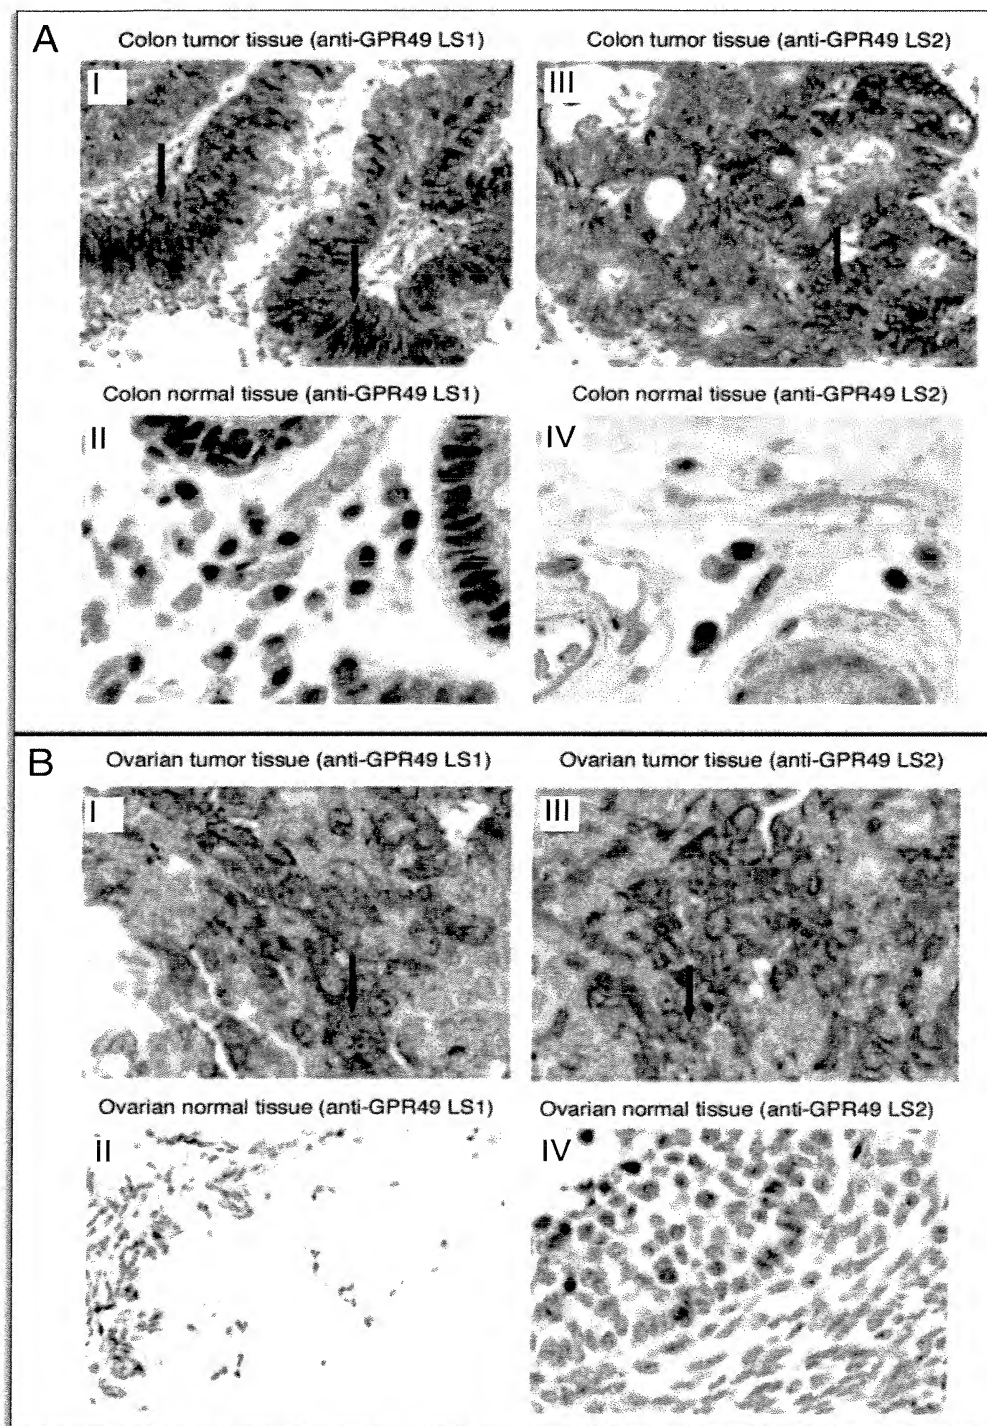 A
Colon tumor tissue (anti-GPR49 LS1)
Colon tumor tissue (anti-GPR49 LS2)
I
III
Colon normal tissue (anti-GPR49 LS1)
Colon normal tissue (anti-GPR49 LS2)
II
IV
B
Ovarian tumor tissue (anti-GPR49 LS1)
Ovarian tumor tissue (anti-GPR49 LS2)
I
III
Ovarian normal tissue (anti-GPR49 LS1)
Ovarian normal tissue (anti-GPR49 LS2)
II
IV